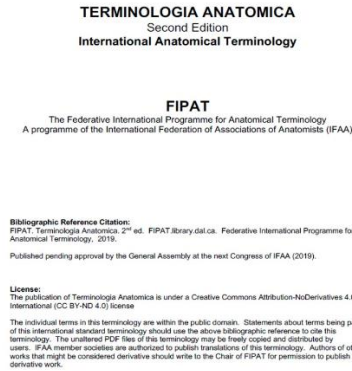 TERMINOLOGIA ANATOMICA
Second Edition
International Anatomical Terminology
FIPAT
The Federative International Programme for Anatomical Terminology
A programme of the International Federation of Associations of Anatomists (IFAA)
Bibliographic Reference Citation:
FIPAT. Terminologia Anatomica. 2nd ed. FIPAT.library.dal.ca. Federative International Programme for
Anatomical Terminology, 2019.
Published pending approval by the General Assembly at the next Congress of IFAA (2019).
License:
The publication of Terminologia Anatomica is under a Creative Commons Attribution-NoDerivatives 4.0
International (CC BY-ND 4.0) license
The individual terms in this terminology are within the public domain. Statements about terms being pa
of this international standard terminology should use the above bibliographic reference to cite this
terminology. The unaltered PDF files of this terminology may be freely copied and distributed by
users. IFAA member societies are authorized to publish translations of this terminology. Authors of ot
works that might be considered derivative should write to the Chair of FIPAT for permission to publish
derivative work.